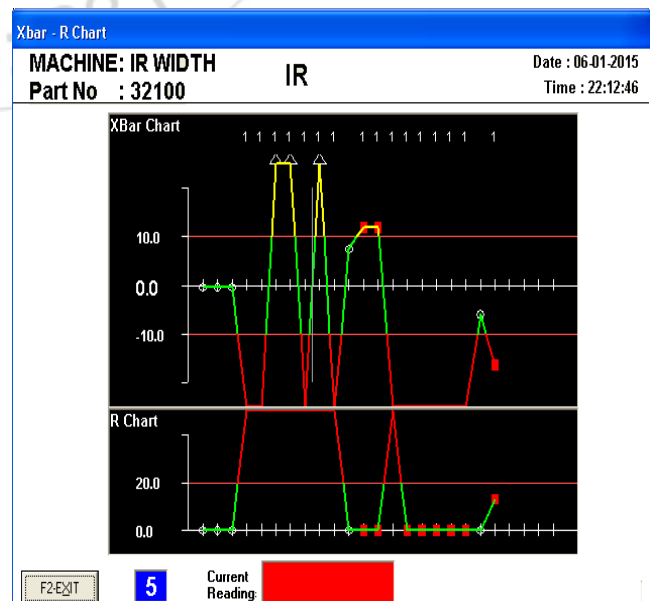 Xbar - R Chart
MACHINE: IR WIDTH
IR
Date : 06-01-2015
Part No : 32100
Time : 22:12:46
XBar Chart
1 1 1 1 1 1 1 1 1 1 1 1 1 1 1 1
10.0
0.0
-10.0
R Chart
20.0
0.0
F2-EXIT
5
Current
Reading: